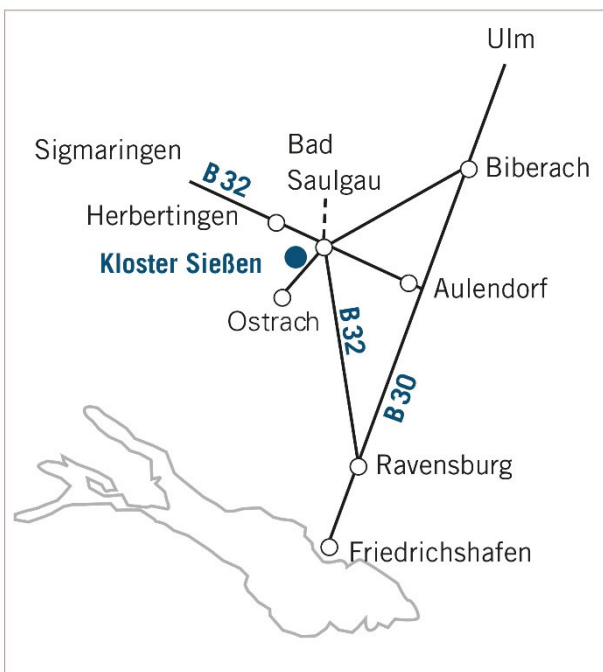 Ulm
Sigmaringen
B 32
Bad
Saulgau
Biberach
Herbertingen
Kloster Sießen
Aulendorf
Ostrach
B 32
B 30
Ravensburg
Friedrichshafen